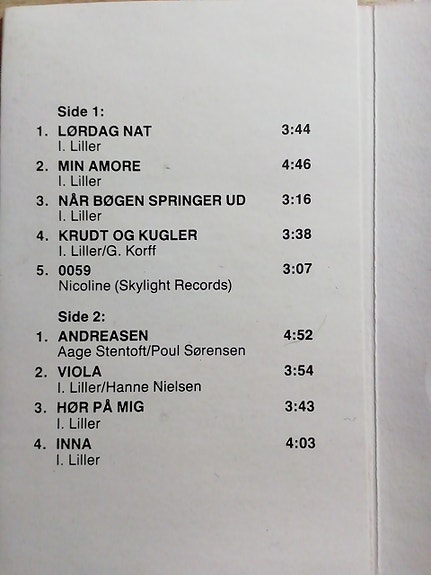 Side 1:
1. LØRDAG NAT 3:44
I. Liller
2. MIN AMORE 4:46
I. Liller
3. NÅR BØGEN SPRINGER UD 3:16
I. Liller
4. KRUDT OG KUGLER 3:38
I. Liller/G. Korff
5. 0059 3:07
Nicoline (Skylight Records)
Side 2:
1. ANDREASEN 4:52
Aage Stentoft/Poul Sørensen
2. VIOLA 3:54
I. Liller/Hanne Nielsen
3. HØR PÅ MIG 3:43
I. Liller
4. INNA 4:03
I. Liller